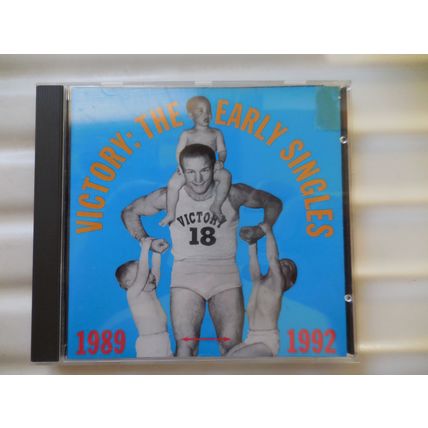 VICTORY: THE EARLY SINGLES
VICTORY
18
1989
1992